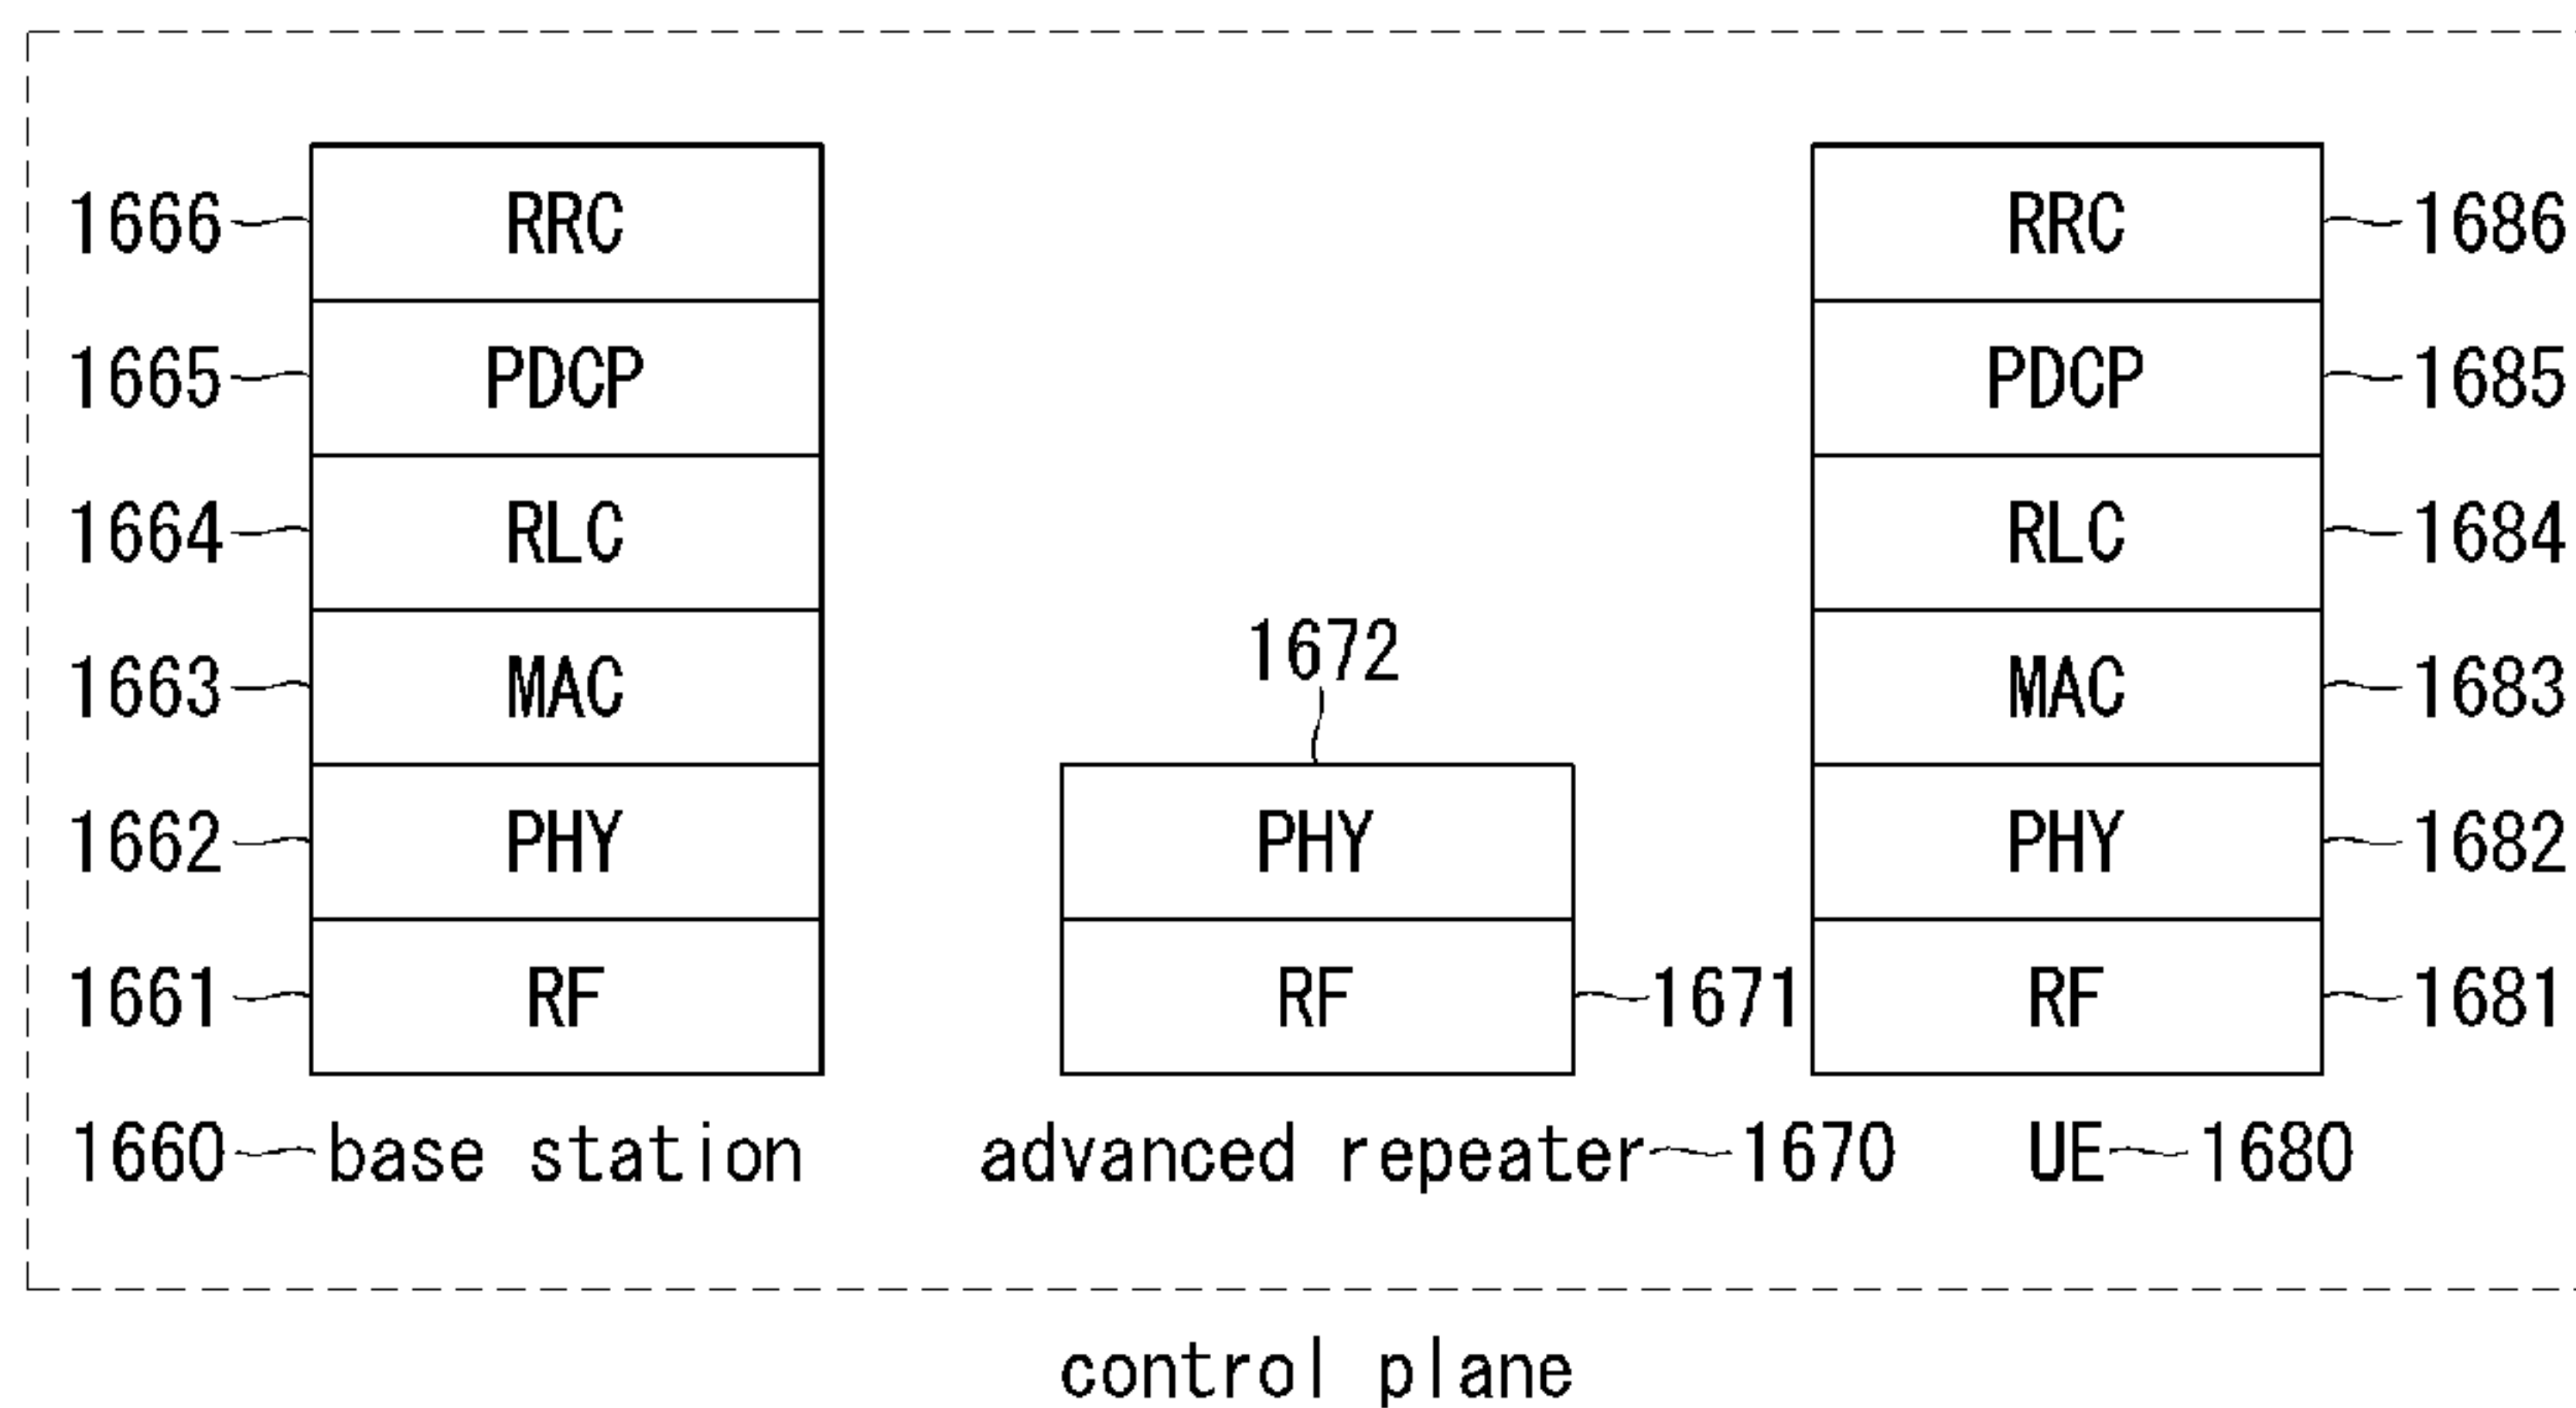 1666 RRC RRC 1686
1665 PDCP PDCP 1685
1664 RLC RLC 1684
1672
1663 MAC MAC 1683
1662 PHY PHY PHY 1682
1661 RF RF 1671 RF 1681
1660 base station advanced repeater 1670 UE 1680
control plane